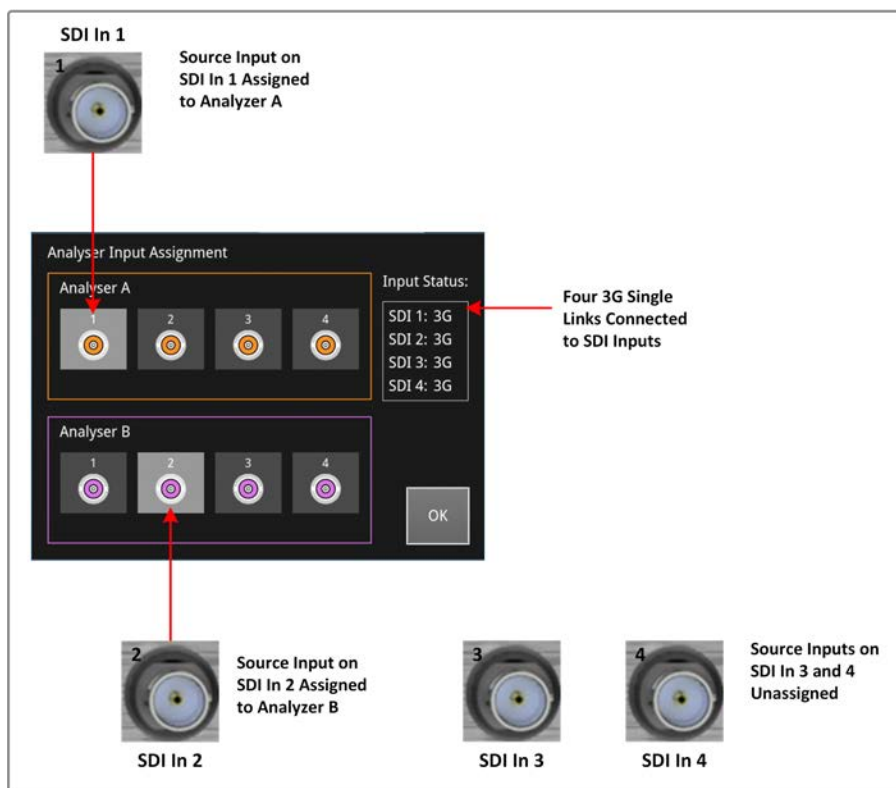 SDI In 1
1
Source Input on
SDI In 1 Assigned
to Analyzer A
Analyser Input Assignment
Analyser A
1 2 3 4
Input Status:
SDI 1: 3G
SDI 2: 3G
SDI 3: 3G
SDI 4: 3G
Four 3G Single
Links Connected
to SDI Inputs
Analyser B
1 2 3 4
OK
2
Source Input on
SDI In 2 Assigned
to Analyzer B
SDI In 2
3
SDI In 3
4
SDI In 4
Source Inputs on
SDI In 3 and 4
Unassigned